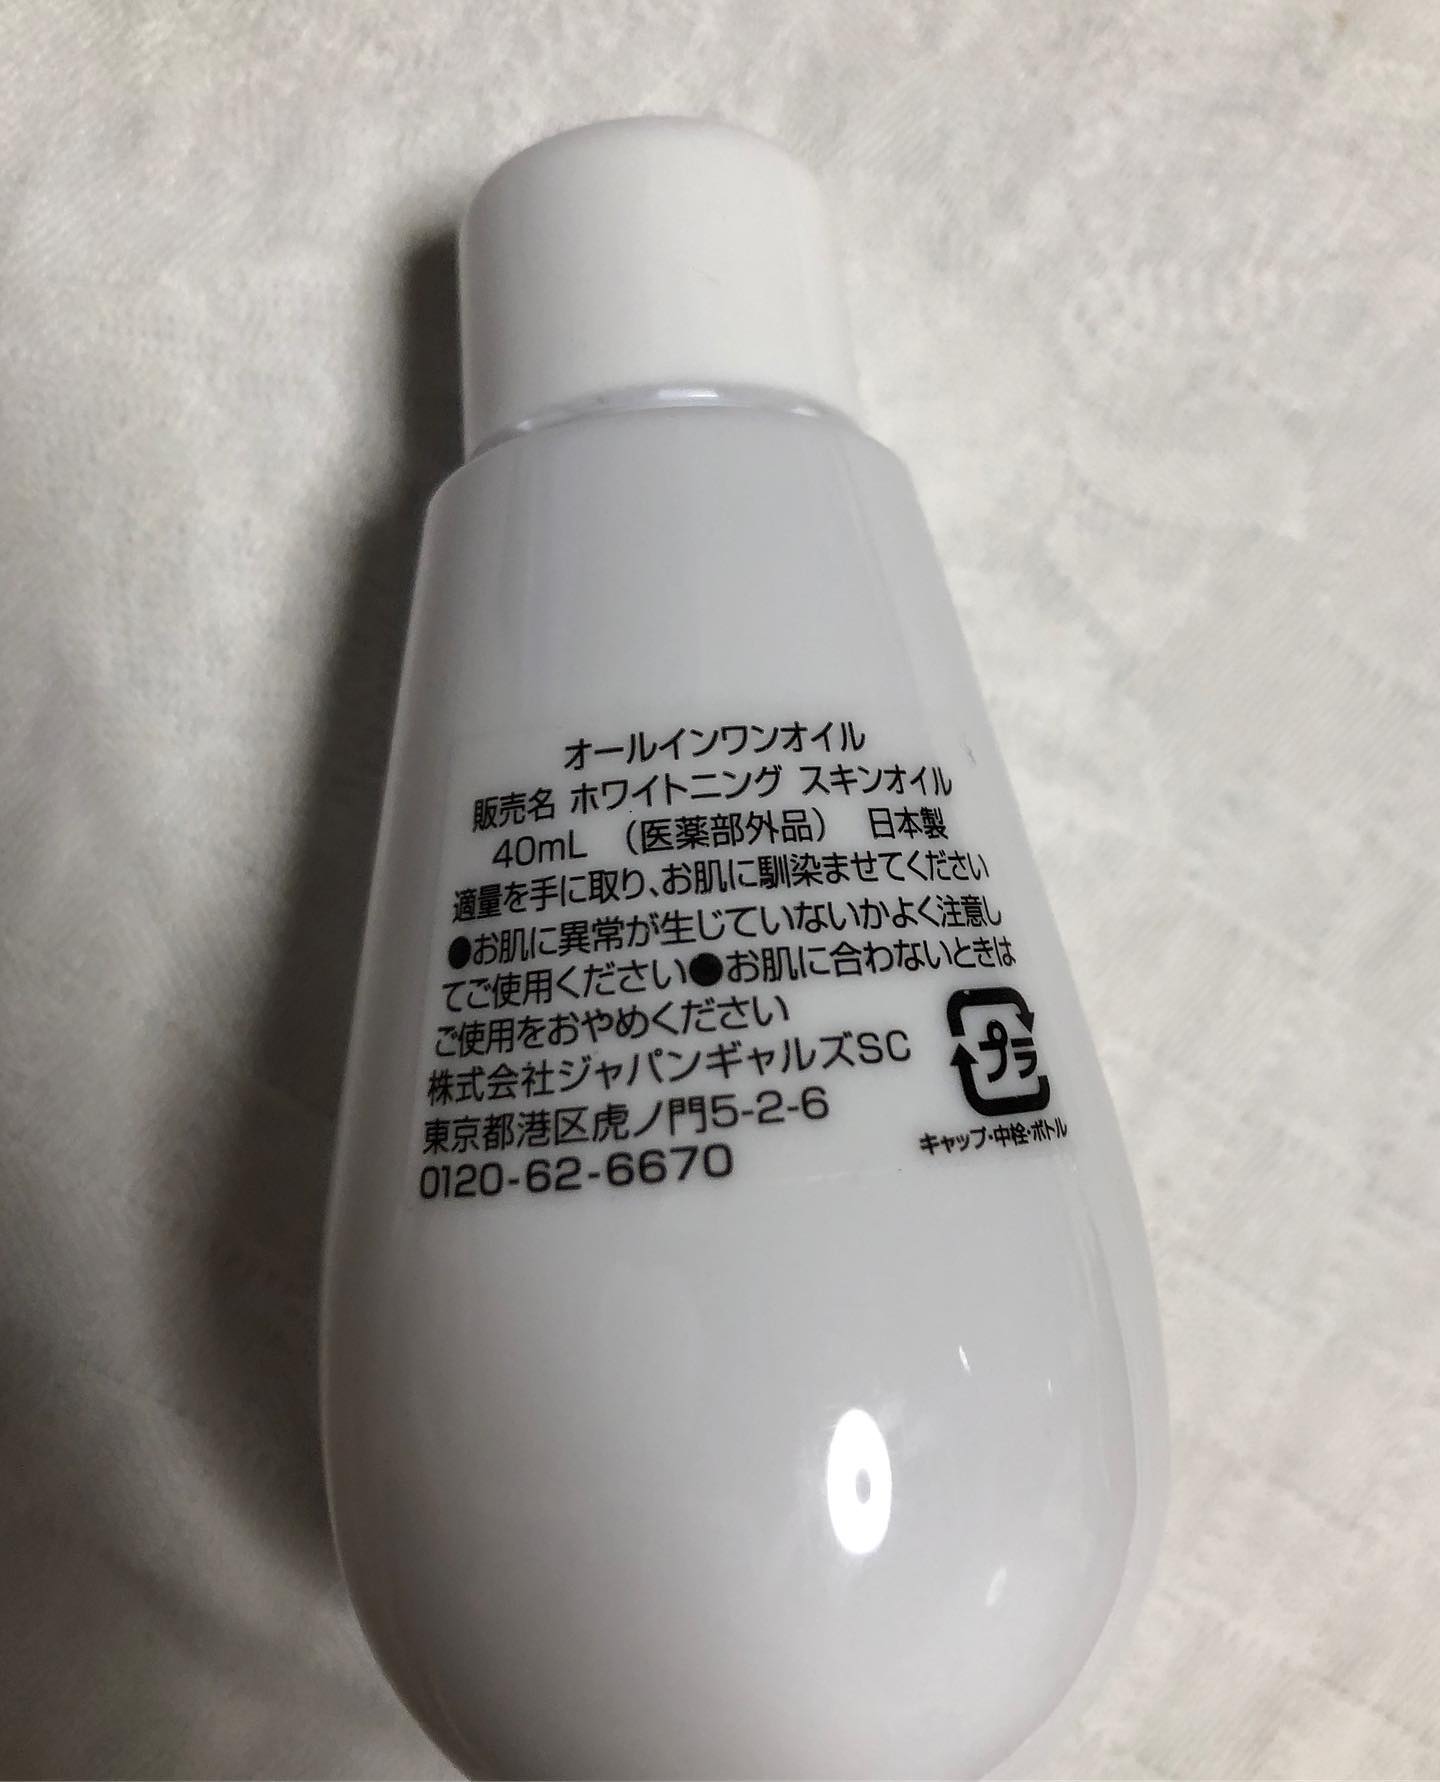 オールインワンオイル
販売名 ホワイトニング スキンオイル
40mL （医薬部外品） 日本製
適量を手に取り、お肌に馴染ませてください
●お肌に異常が生じていないかよく注意し
てご使用ください●お肌に合わないときは
ご使用をおやめください
株式会社ジャパンギャルズSC
東京都港区虎ノ門5-2-6
0120-62-6670
プラ
キャップ・中栓・ボトル